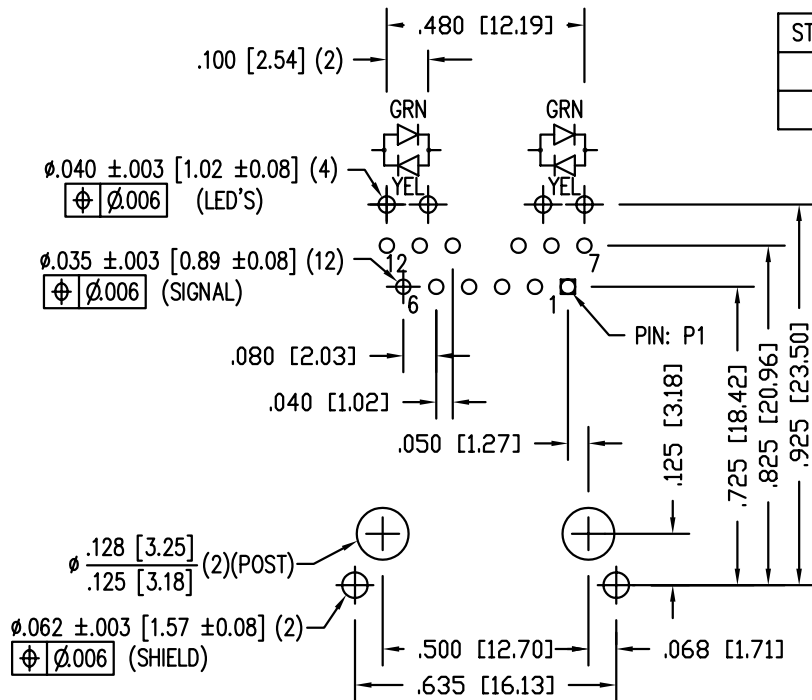 .480 [12.19]
ST
.100 [2.54] (2)
GRN GRN
ø.040 ±.003 [1.02 ±0.08] (4)
YEL YEL
⌖ Ø.006 (LED'S)
12 7
ø.035 ±.003 [0.89 ±0.08] (12)
⌖ Ø.006 (SIGNAL)
6 1
PIN: P1
.080 [2.03]
.040 [1.02]
.050 [1.27]
.125 [3.18]
.725 [18.42]
.825 [20.96]
.925 [23.50]
ø .128 [3.25]
.125 [3.18] (2)(POST)
ø.062 ±.003 [1.57 ±0.08] (2)
⌖ Ø.006 (SHIELD)
.500 [12.70]
.068 [1.71]
.635 [16.13]